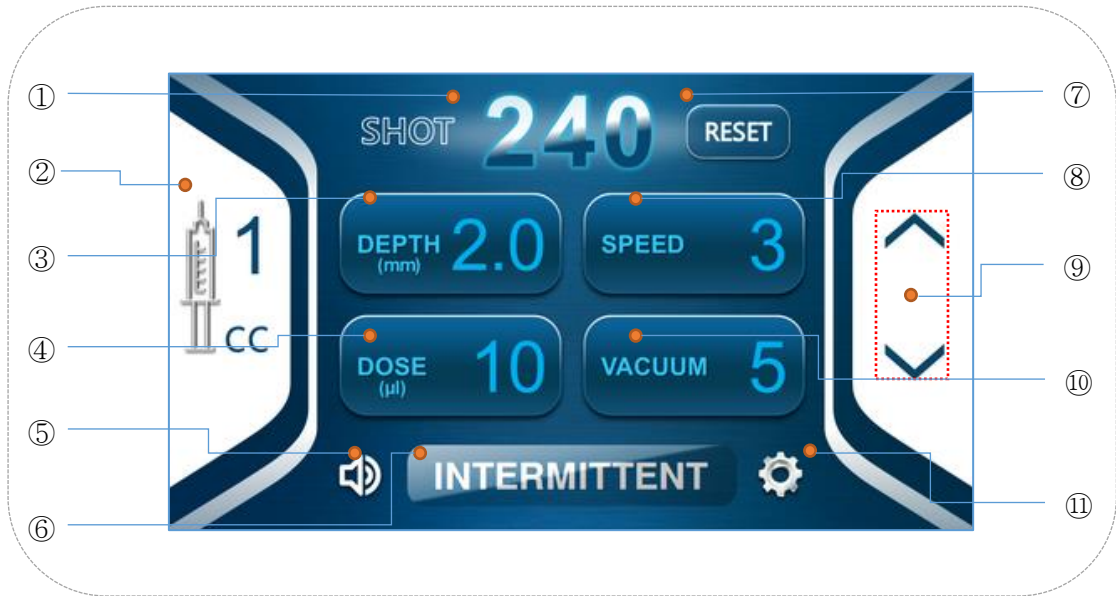 ①
②
③
④
⑤
⑥
SHOT 240 RESET
1
CC
DEPTH 2.0
(mm)
SPEED 3
DOSE 10
(μl)
VACUUM 5
INTERMITTENT
⑦
⑧
⑨
⑩
⑪